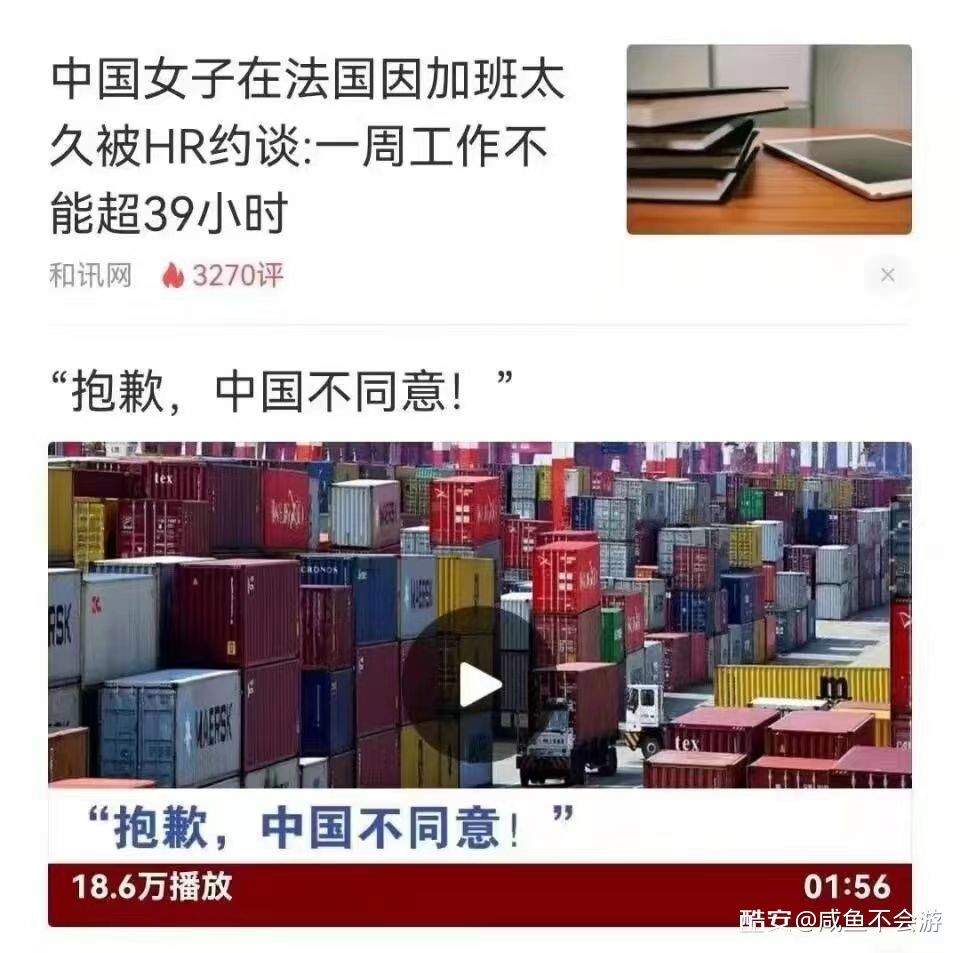 中国女子在法国因加班太
久被HR约谈:一周工作不
能超39小时
和讯网 3270评
“抱歉，中国不同意！”
tex
CRONOS
MAERSK
tex
“抱歉，中国不同意！”
18.6万播放 01:56
酷安@咸鱼不会游